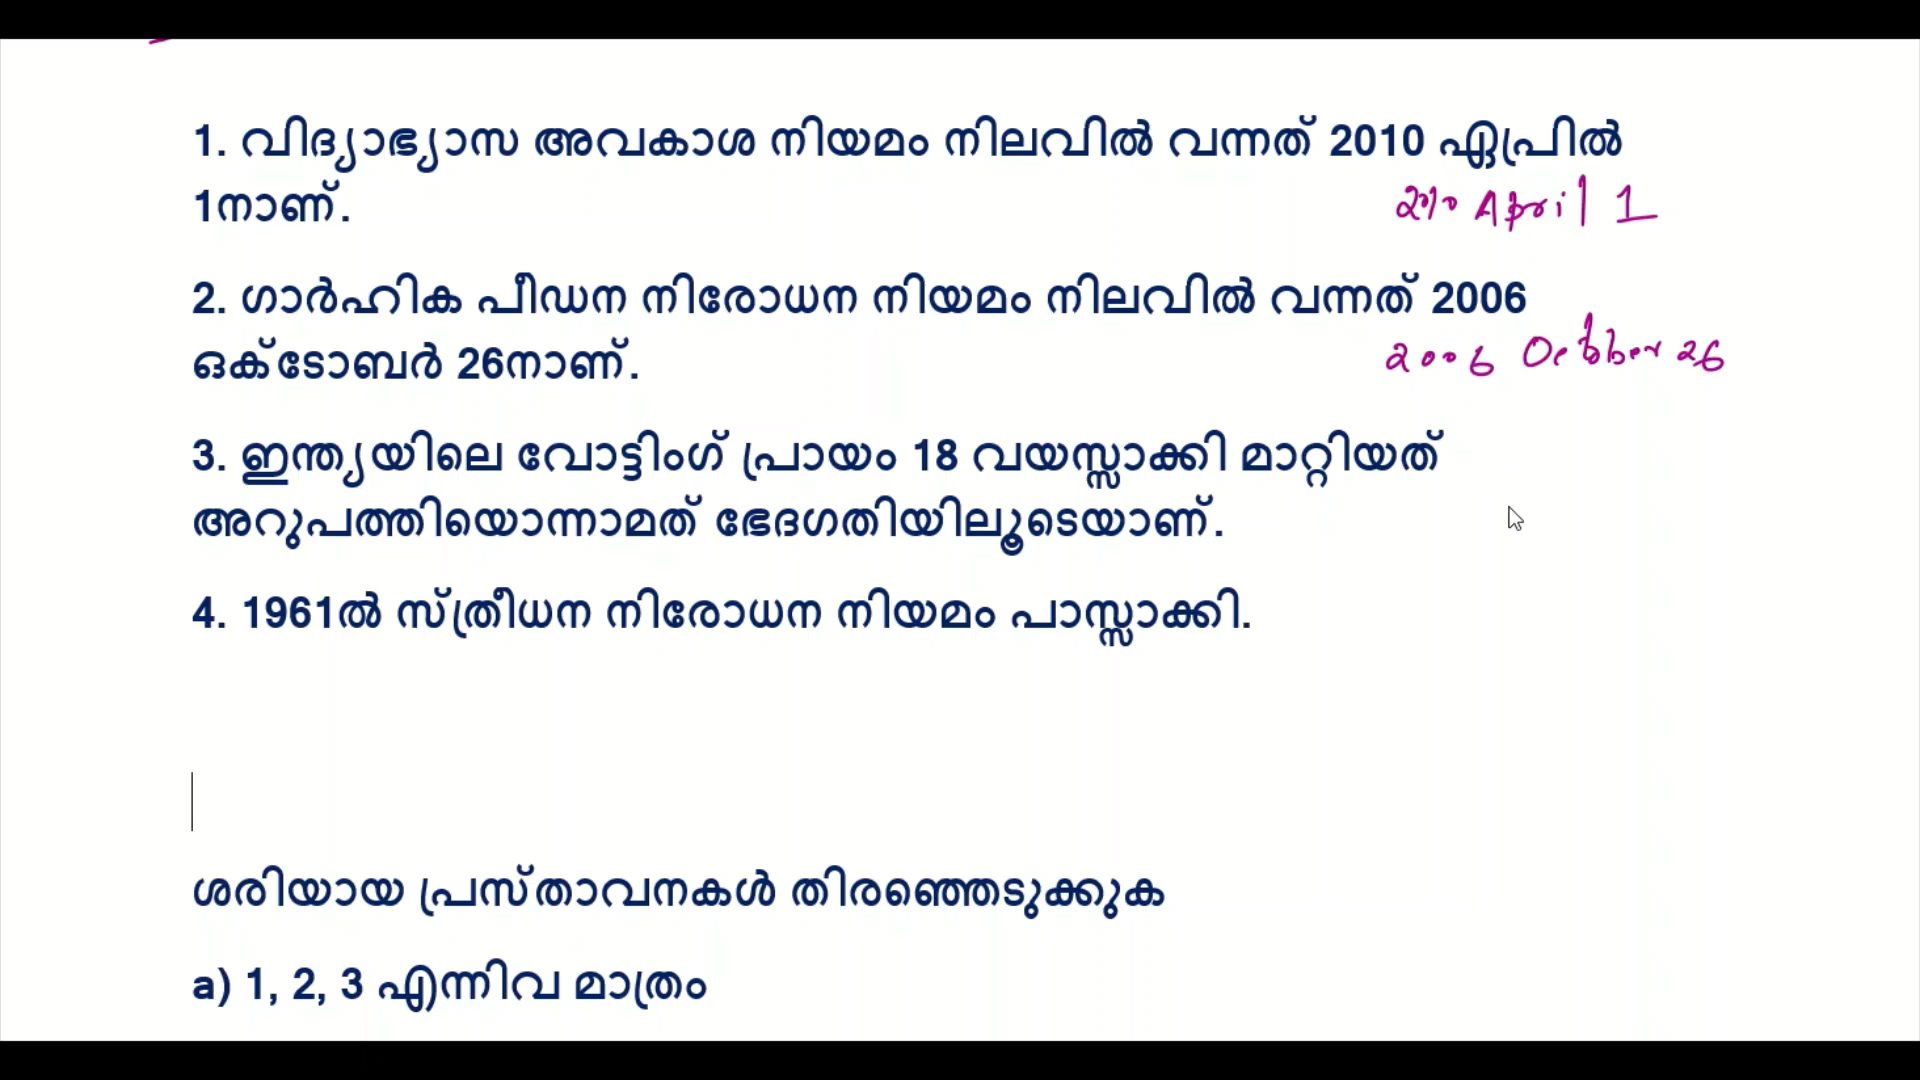 1. വിദ്യാഭ്യാസ അവകാശ നിയമം നിലവിൽ വന്നത് 2010 ഏപ്രിൽ
1നാണ്.
2010 April 1
2. ഗാർഹിക പീഡന നിരോധന നിയമം നിലവിൽ വന്നത് 2006
ഒക്ടോബർ 26നാണ്.
2006 October 26
3. ഇന്ത്യയിലെ വോട്ടിംഗ് പ്രായം 18 വയസ്സാക്കി മാറ്റിയത്
അറുപത്തിയൊന്നാമത് ഭേദഗതിയിലൂടെയാണ്.
4. 1961ൽ സ്ത്രീധന നിരോധന നിയമം പാസ്സാക്കി.
ശരിയായ പ്രസ്താവനകൾ തിരഞ്ഞെടുക്കുക
a) 1, 2, 3 എന്നിവ മാത്രം